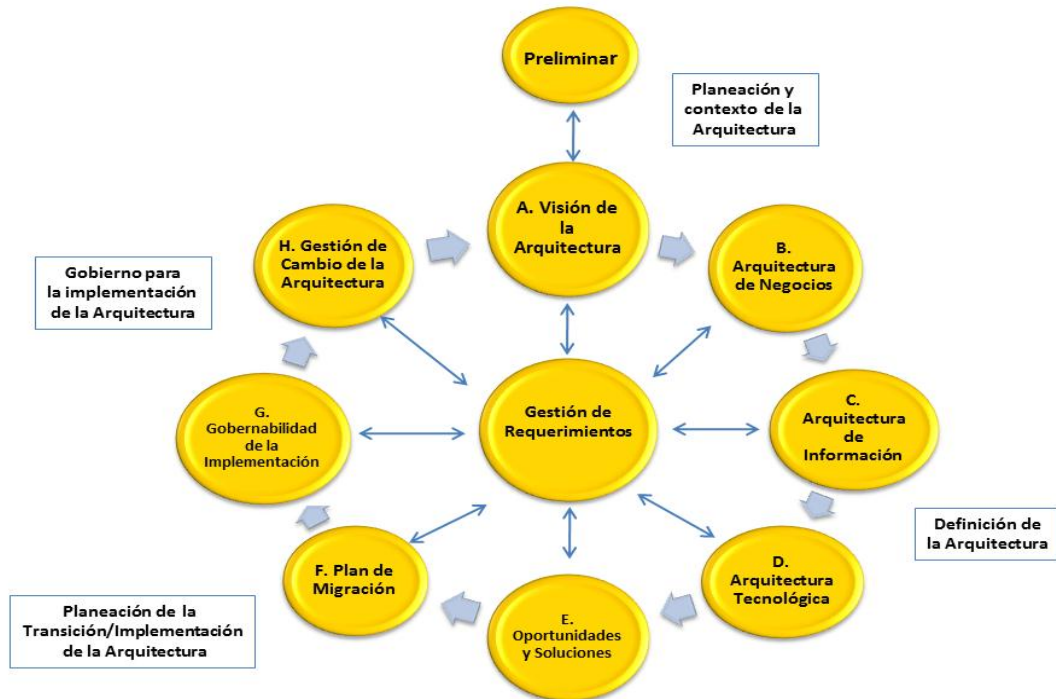 Preliminar
Planeación y
contexto de la
Arquitectura
A. Visión de
la
Arquitectura
H. Gestión de
Cambio de la
Arquitectura
B.
Arquitectura
de Negocios
Gobierno para
la implementación
de la Arquitectura
G.
Gobernabilidad
de la
Implementación
Gestión de
Requerimientos
C.
Arquitectura
de
Información
Definición de
la Arquitectura
F. Plan de
Migración
D.
Arquitectura
Tecnológica
E.
Oportunidades
y Soluciones
Planeación de la
Transición/Implementación
de la Arquitectura